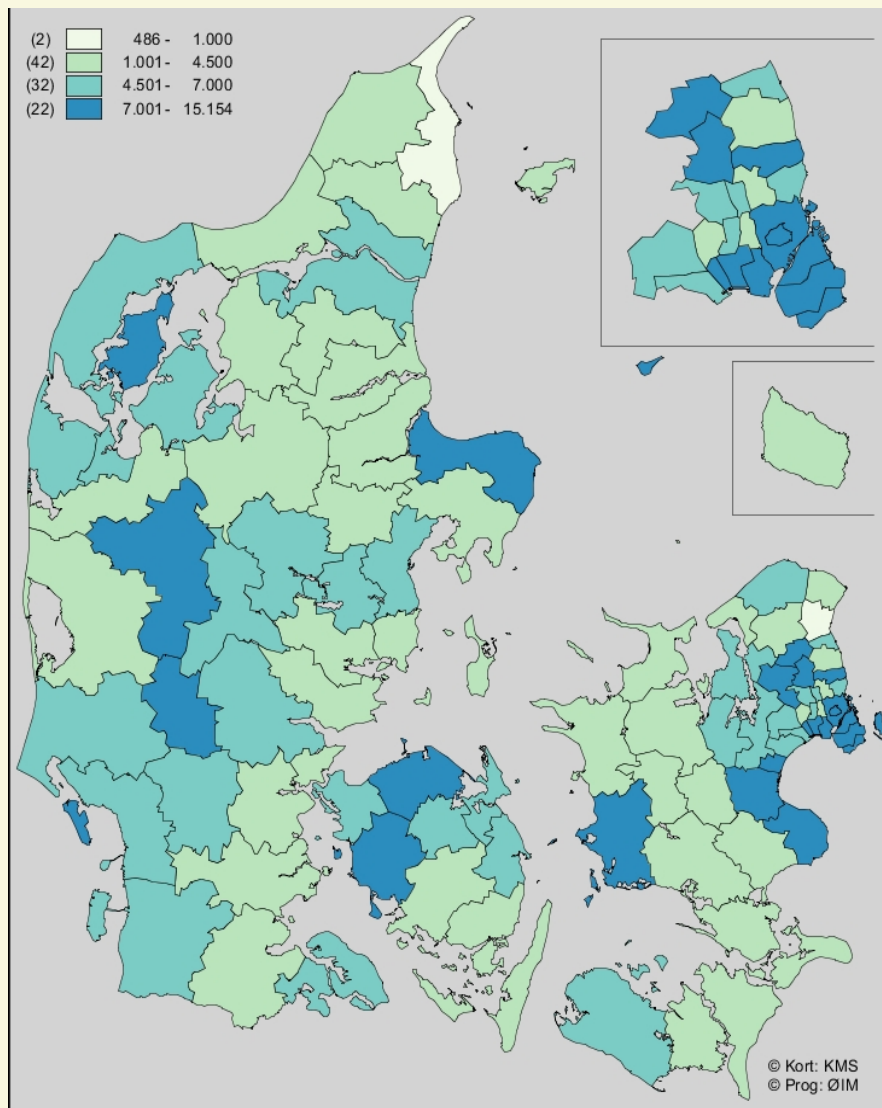 (2) 486 - 1.000
(42) 1.001 - 4.500
(32) 4.501 - 7.000
(22) 7.001 - 15.154
© Kort: KMS
© Prog: ØIM